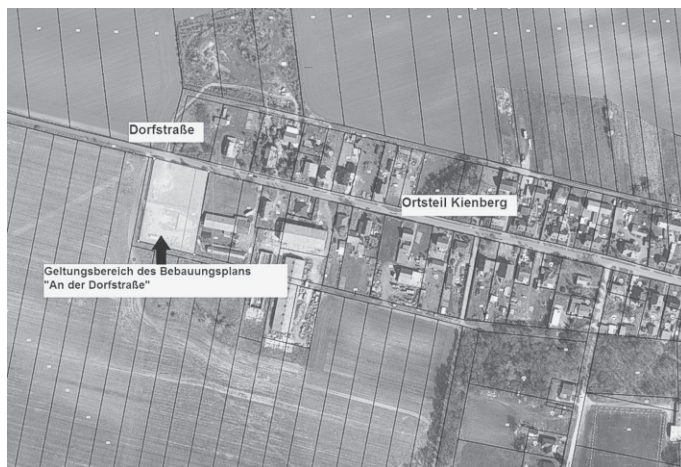 Dorfstraße
Ortsteil Kienberg
Geltungsbereich des Bebauungsplans
"An der Dorfstraße"